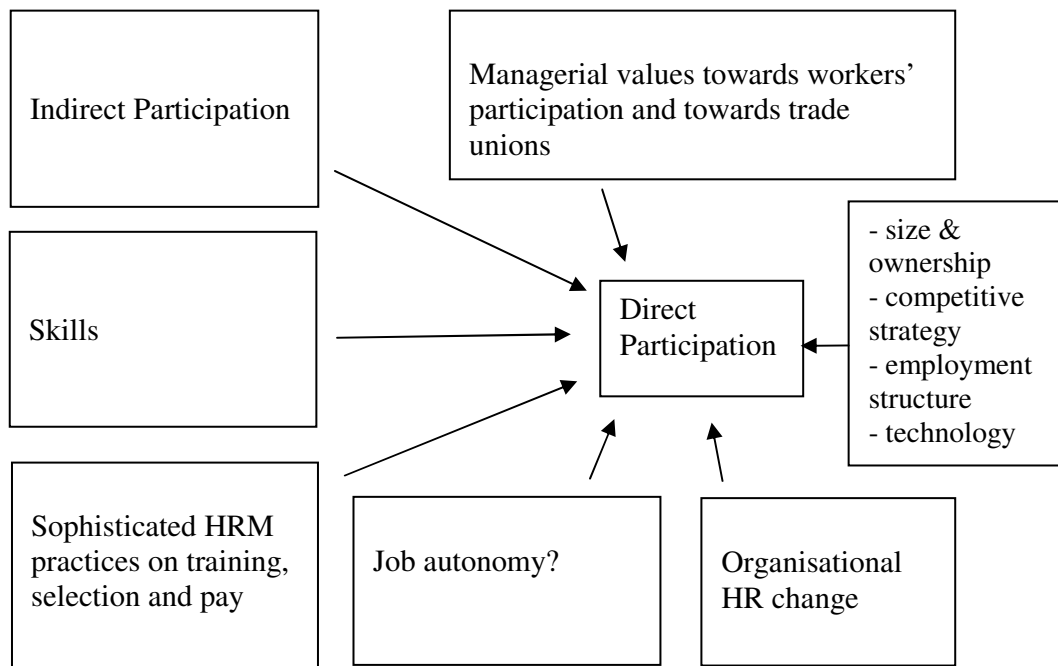 Indirect Participation
Managerial values towards workers’
participation and towards trade
unions
- size &
ownership
- competitive
strategy
- employment
structure
- technology
Direct
Participation
Skills
Sophisticated HRM
practices on training,
selection and pay
Job autonomy?
Organisational
HR change